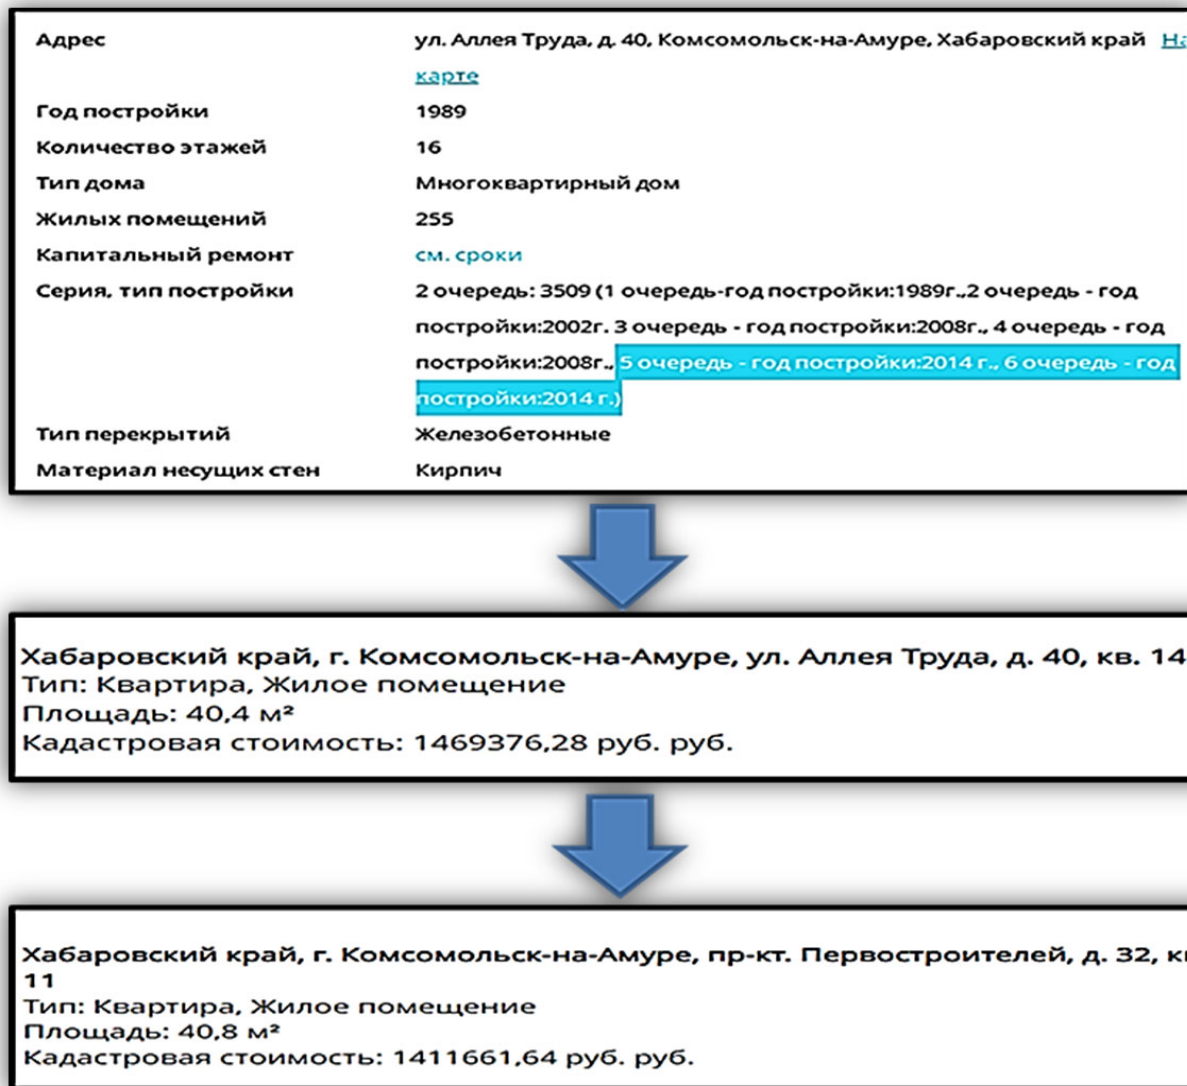 Адрес ул. Аллея Труда, д. 40, Комсомольск-на-Амуре, Хабаровский край На
карте
Год постройки 1989
Количество этажей 16
Тип дома Многоквартирный дом
Жилых помещений 255
Капитальный ремонт см. сроки
Серия, тип постройки 2 очередь: 3509 (1 очередь-год постройки:1989г.,2 очередь - год
постройки:2002г. 3 очередь - год постройки:2008г., 4 очередь - год
постройки:2008г., 5 очередь - год постройки:2014 г., 6 очередь - год
постройки:2014 г.)
Тип перекрытий Железобетонные
Материал несущих стен Кирпич
Хабаровский край, г. Комсомольск-на-Амуре, ул. Аллея Труда, д. 40, кв. 14
Тип: Квартира, Жилое помещение
Площадь: 40,4 м²
Кадастровая стоимость: 1469376,28 руб. руб.
Хабаровский край, г. Комсомольск-на-Амуре, пр-кт. Первостроителей, д. 32,
11
Тип: Квартира, Жилое помещение
Площадь: 40,8 м²
Кадастровая стоимость: 1411661,64 руб. руб.